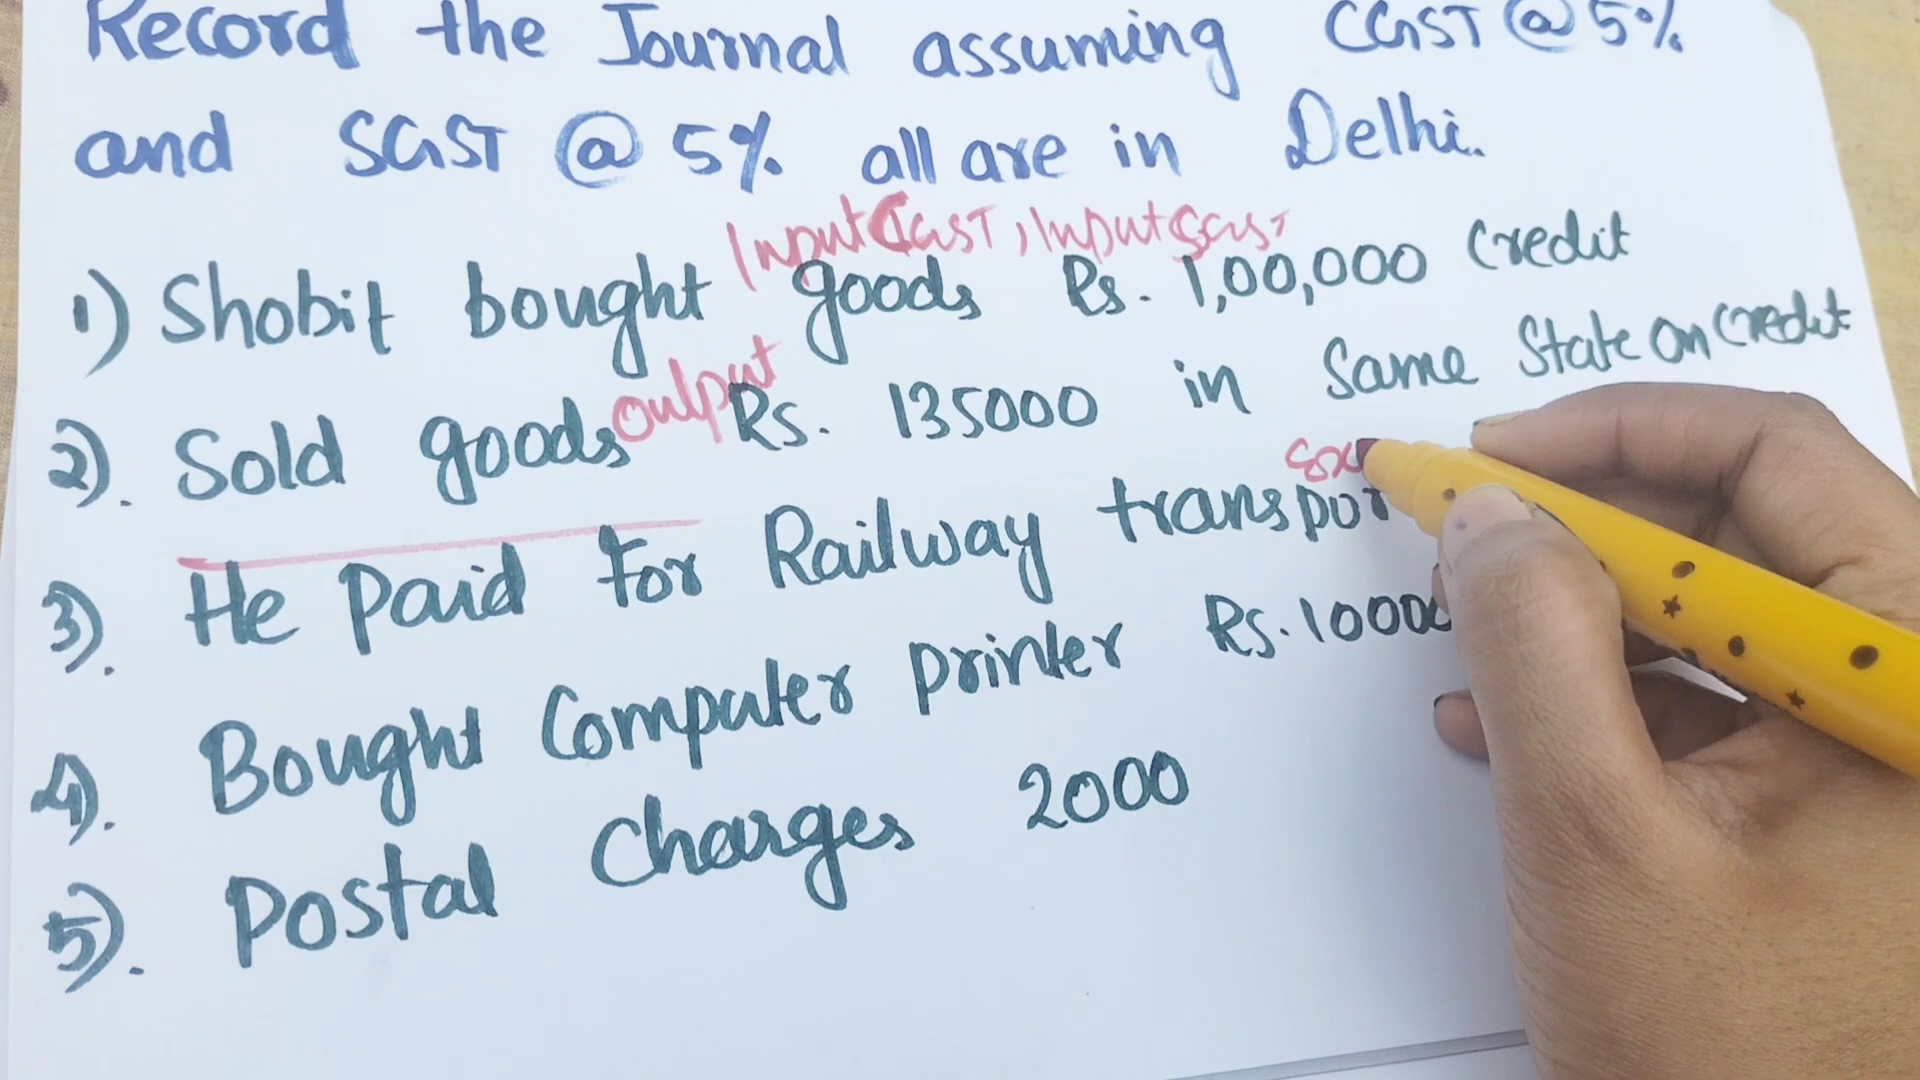 Record the Journal assuming CGST @ 5%
and SGST @ 5% all are in Delhi.
Input CGST, Input SGST
1) Shobit bought goods Rs. 1,00,000 Credit
output
2). Sold goods Rs. 135000 in Same State on Credit
3). He Paid For Railway
4). Bought Computer printer Rs.
5). Postal Charges 2000